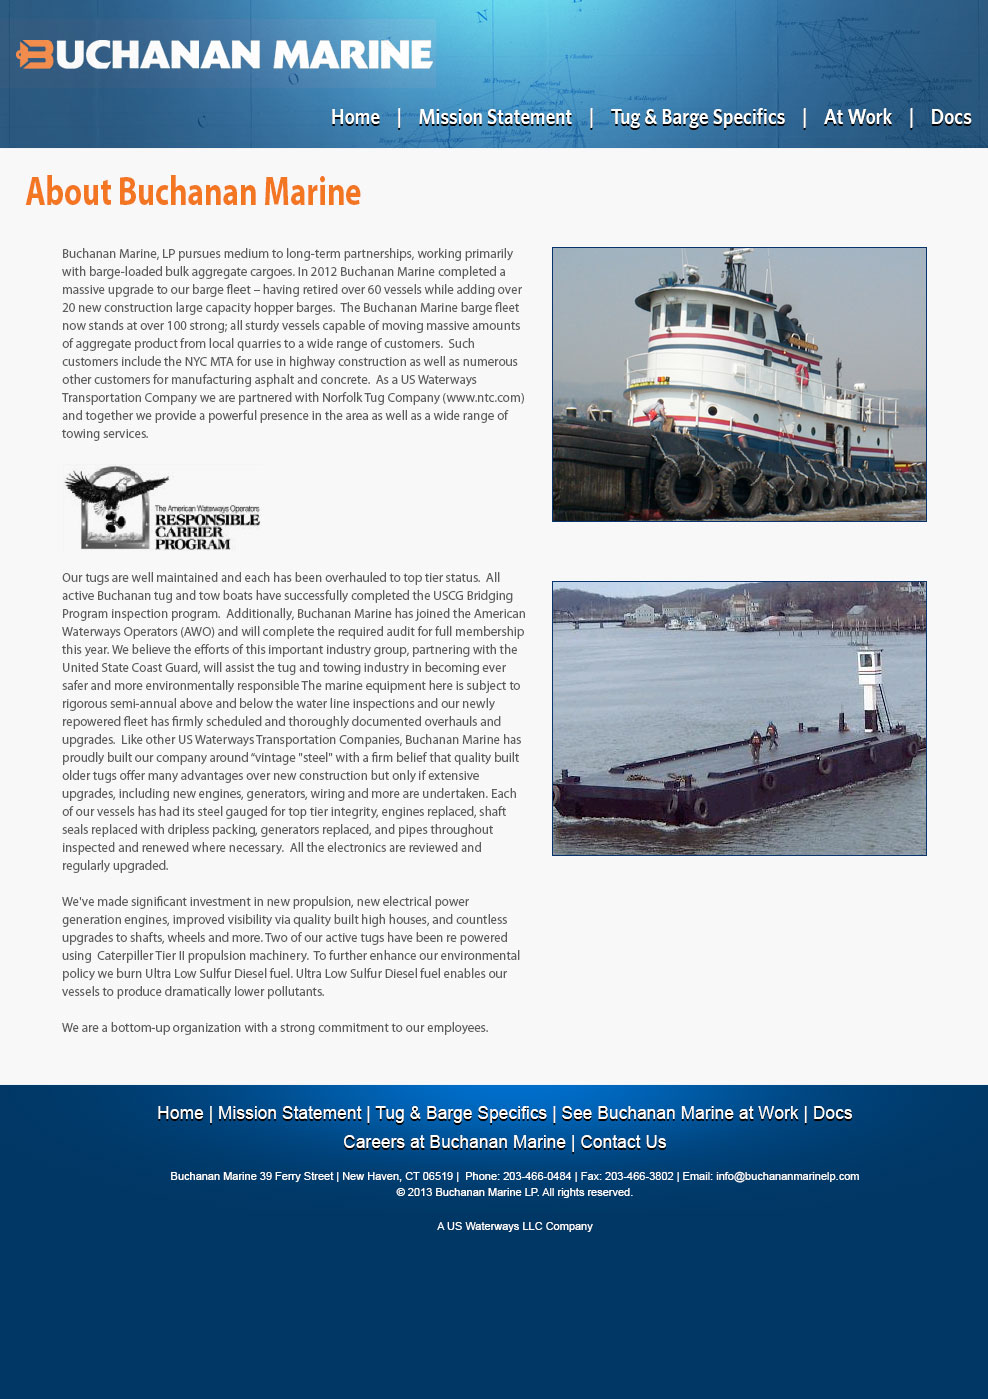 BUCHANAN MARINE
Home | Mission Statement | Tug & Barge Specifics | At Work | Docs
About Buchanan Marine
Buchanan Marine, LP pursues medium to long-term partnerships, working primarily
with barge-loaded bulk aggregate cargoes. In 2012 Buchanan Marine completed a
massive upgrade to our barge fleet – having retired over 60 vessels while adding over
20 new construction large capacity hopper barges.  The Buchanan Marine barge fleet
now stands at over 100 strong; all sturdy vessels capable of moving massive amounts
of aggregate product from local quarries to a wide range of customers.  Such
customers include the NYC MTA for use in highway construction as well as numerous
other customers for manufacturing asphalt and concrete.  As a US Waterways
Transportation Company we are partnered with Norfolk Tug Company (www.ntc.com)
and together we provide a powerful presence in the area as well as a wide range of
towing services.
The American Waterways Operators
RESPONSIBLE
CARRIER
PROGRAM
Our tugs are well maintained and each has been overhauled to top tier status.  All
active Buchanan tug and tow boats have successfully completed the USCG Bridging
Program inspection program.  Additionally, Buchanan Marine has joined the American
Waterways Operators (AWO) and will complete the required audit for full membership
this year. We believe the efforts of this important industry group, partnering with the
United State Coast Guard, will assist the tug and towing industry in becoming ever
safer and more environmentally responsible The marine equipment here is subject to
rigorous semi-annual above and below the water line inspections and our newly
repowered fleet has firmly scheduled and thoroughly documented overhauls and
upgrades.  Like other US Waterways Transportation Companies, Buchanan Marine has
proudly built our company around “vintage "steel" with a firm belief that quality built
older tugs offer many advantages over new construction but only if extensive
upgrades, including new engines, generators, wiring and more are undertaken. Each
of our vessels has had its steel gauged for top tier integrity, engines replaced, shaft
seals replaced with dripless packing, generators replaced, and pipes throughout
inspected and renewed where necessary.  All the electronics are reviewed and
regularly upgraded.
We've made significant investment in new propulsion, new electrical power
generation engines, improved visibility via quality built high houses, and countless
upgrades to shafts, wheels and more. Two of our active tugs have been re powered
using  Caterpiller Tier II propulsion machinery.  To further enhance our environmental
policy we burn Ultra Low Sulfur Diesel fuel. Ultra Low Sulfur Diesel fuel enables our
vessels to produce dramatically lower pollutants.
We are a bottom-up organization with a strong commitment to our employees.
Home | Mission Statement | Tug & Barge Specifics | See Buchanan Marine at Work | Docs
Careers at Buchanan Marine | Contact Us
Buchanan Marine 39 Ferry Street | New Haven, CT 06519 |  Phone: 203-466-0484 | Fax: 203-466-3802 | Email: info@buchananmarinelp.com
© 2013 Buchanan Marine LP. All rights reserved.
A US Waterways LLC Company